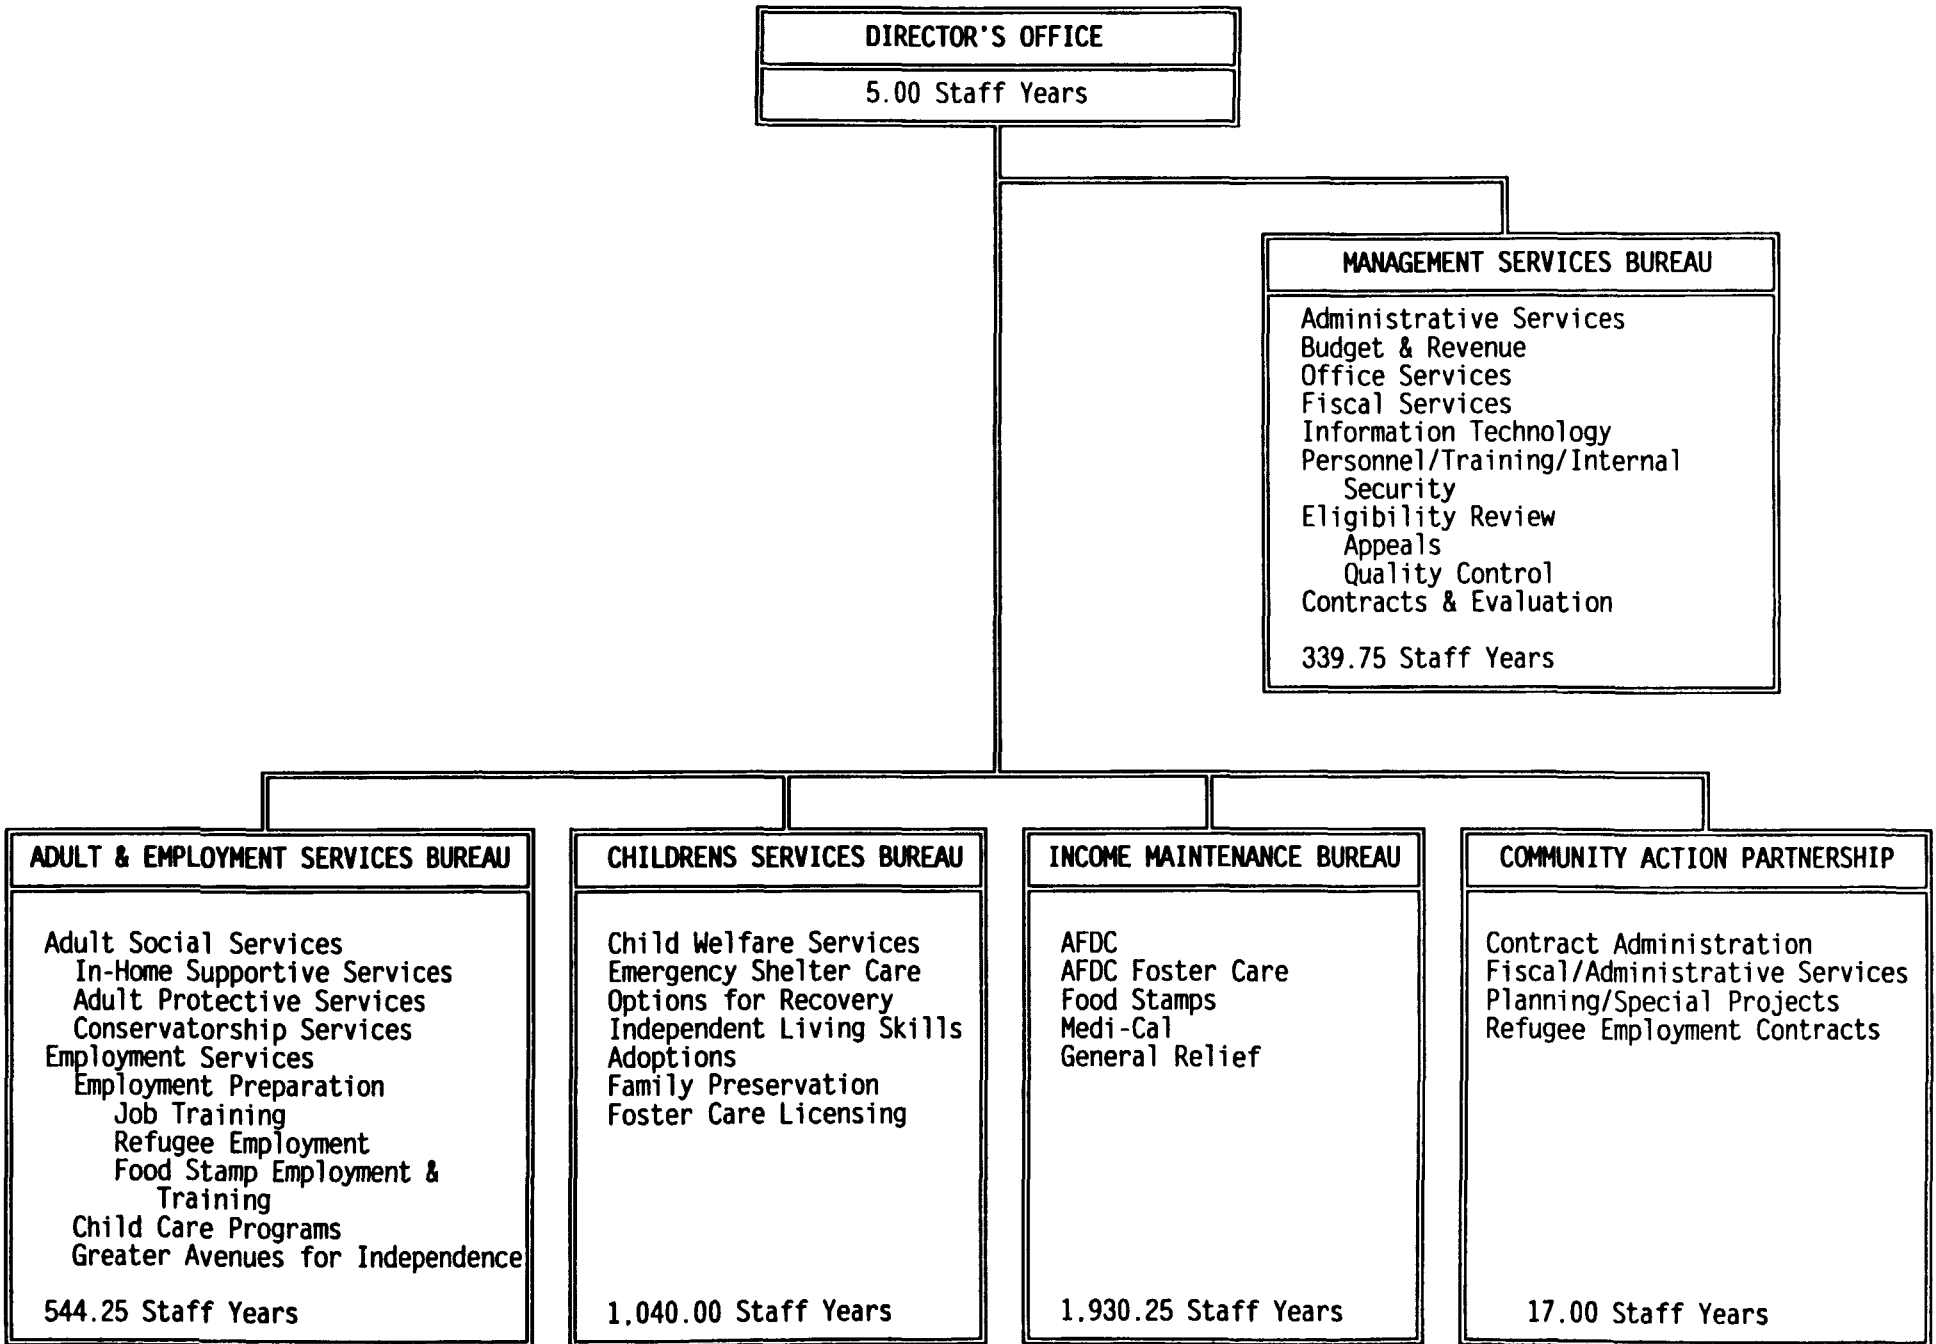 DIRECTOR'S OFFICE
5.00 Staff Years
MANAGEMENT SERVICES BUREAU
Administrative Services
Budget & Revenue
Office Services
Fiscal Services
Information Technology
Personnel/Training/Internal
Security
Eligibility Review
Appeals
Quality Control
Contracts & Evaluation
339.75 Staff Years
ADULT & EMPLOYMENT SERVICES BUREAU
Adult Social Services
In-Home Supportive Services
Adult Protective Services
Conservatorship Services
Employment Services
Employment Preparation
Job Training
Refugee Employment
Food Stamp Employment &
Training
Child Care Programs
Greater Avenues for Independence
544.25 Staff Years
CHILDRENS SERVICES BUREAU
Child Welfare Services
Emergency Shelter Care
Options for Recovery
Independent Living Skills
Adoptions
Family Preservation
Foster Care Licensing
1,040.00 Staff Years
INCOME MAINTENANCE BUREAU
AFDC
AFDC Foster Care
Food Stamps
Medi-Cal
General Relief
1,930.25 Staff Years
COMMUNITY ACTION PARTNERSHIP
Contract Administration
Fiscal/Administrative Services
Planning/Special Projects
Refugee Employment Contracts
17.00 Staff Years